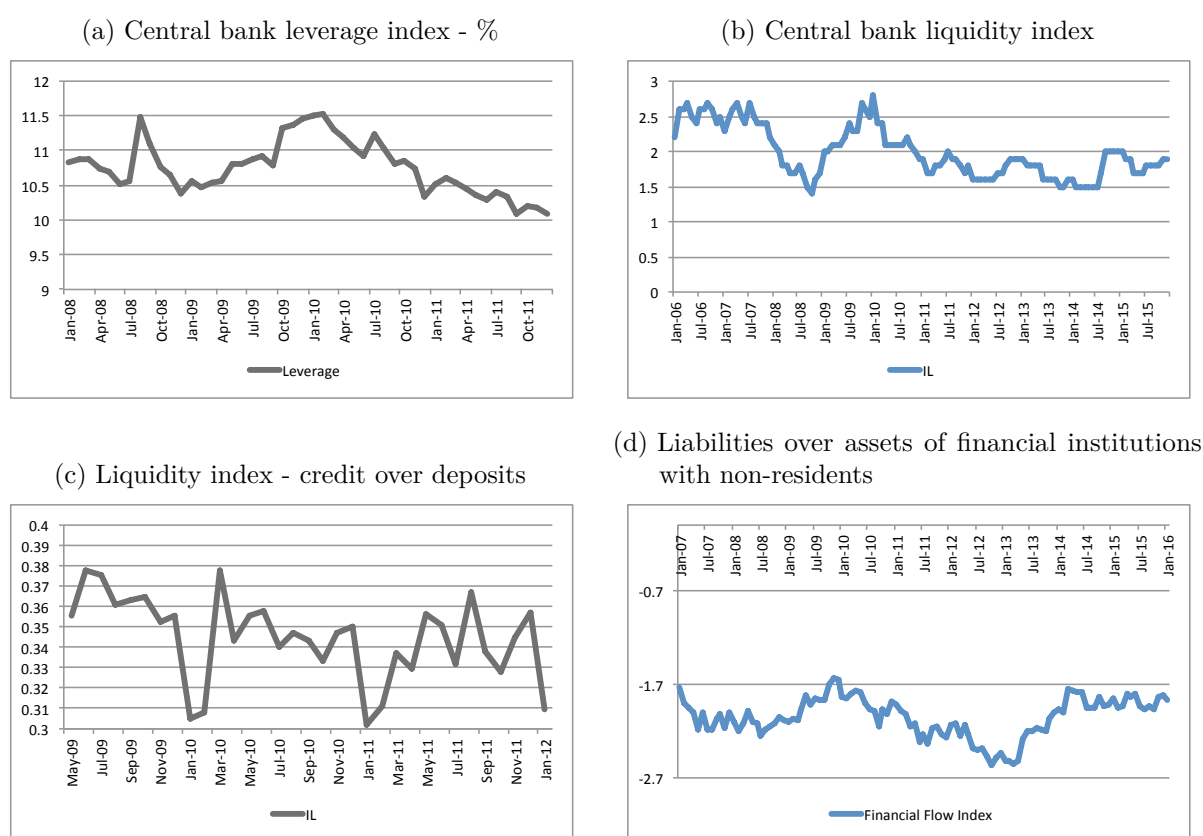 (a) Central bank leverage index - %
12
11.5
11
10.5
10
9.5
9
Jan-08
Apr-08
Jul-08
Oct-08
Jan-09
Apr-09
Jul-09
Oct-09
Jan-10
Apr-10
Jul-10
Oct-10
Jan-11
Apr-11
Jul-11
Oct-11
Leverage
(b) Central bank liquidity index
3
2.5
2
1.5
1
0.5
0
Jan-06
Jul-06
Jan-07
Jul-07
Jan-08
Jul-08
Jan-09
Jul-09
Jan-10
Jul-10
Jan-11
Jul-11
Jan-12
Jul-12
Jan-13
Jul-13
Jan-14
Jul-14
Jan-15
Jul-15
IL
(c) Liquidity index - credit over deposits
0.4
0.39
0.38
0.37
0.36
0.35
0.34
0.33
0.32
0.31
0.3
May-09
Jul-09
Sep-09
Nov-09
Jan-10
Mar-10
May-10
Jul-10
Sep-10
Nov-10
Jan-11
Mar-11
May-11
Jul-11
Sep-11
Nov-11
Jan-12
IL
(d) Liabilities over assets of financial institutions
with non-residents
Jan-07
Jul-07
Jan-08
Jul-08
Jan-09
Jul-09
Jan-10
Jul-10
Jan-11
Jul-11
Jan-12
Jul-12
Jan-13
Jul-13
Jan-14
Jul-14
Jan-15
Jul-15
Jan-16
-0.7
-1.7
-2.7
Financial Flow Index